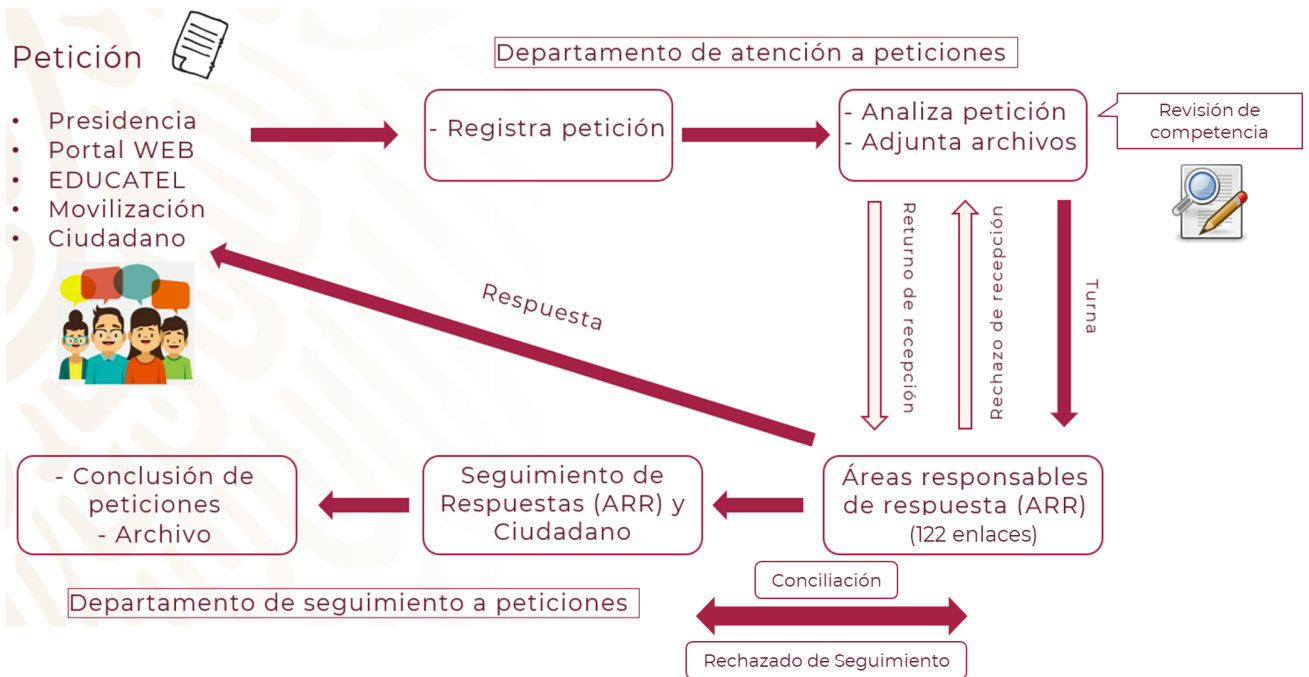 Petición
• Presidencia
• Portal WEB
• EDUCATEL
• Movilización
• Ciudadano
Departamento de atención a peticiones
- Registra petición
- Analiza petición
- Adjunta archivos
Revisión de
competencia
Returno de recepción
Rechazo de recepción
Turna
Respuesta
- Conclusión de
peticiones
- Archivo
Seguimiento de
Respuestas (ARR) y
Ciudadano
Áreas responsables
de respuesta (ARR)
(122 enlaces)
Departamento de seguimiento a peticiones
Conciliación
Rechazado de Seguimiento